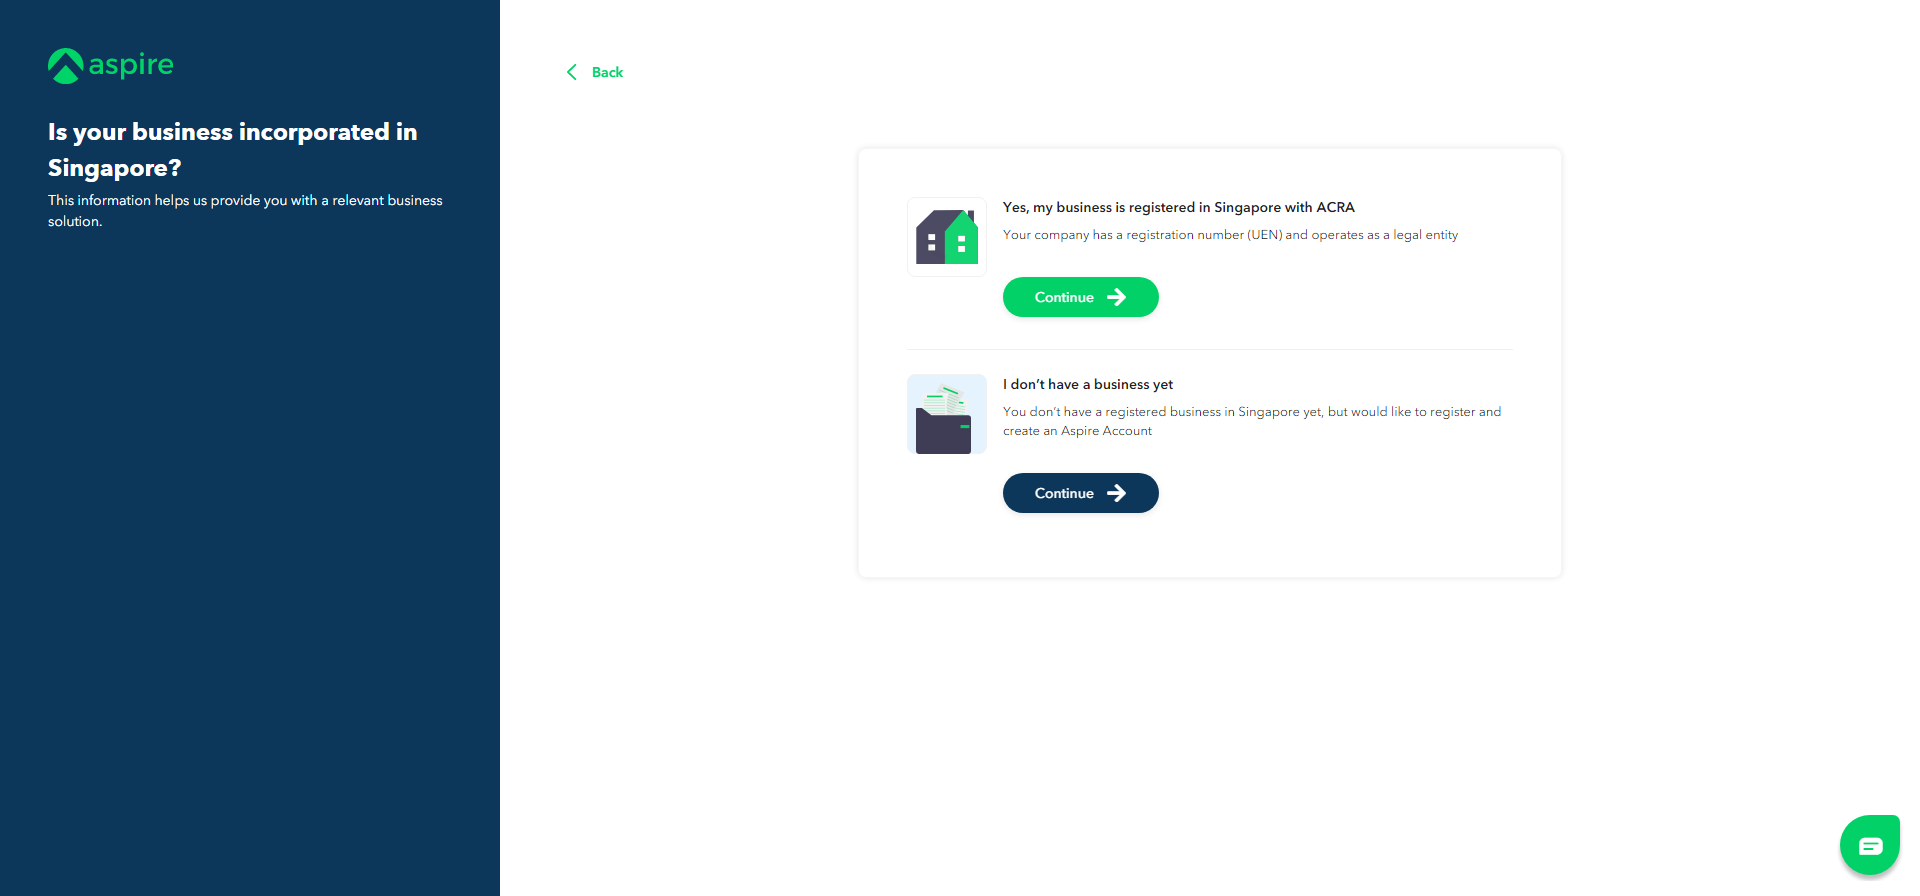 aspire
Is your business incorporated in
Singapore?
This information helps us provide you with a relevant business
solution.
Back
Yes, my business is registered in Singapore with ACRA
Your company has a registration number (UEN) and operates as a legal entity
Continue
I don’t have a business yet
You don’t have a registered business in Singapore yet, but would like to register and
create an Aspire Account
Continue